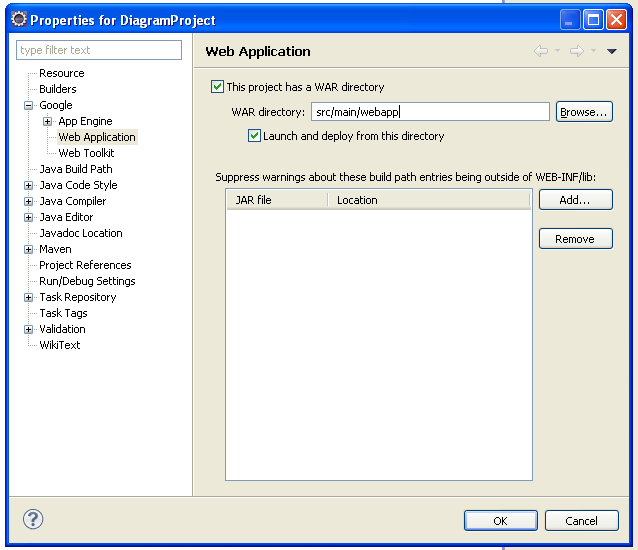 Properties for DiagramProject
type filter text
Resource
Builders
Google
App Engine
Web Application
Web Toolkit
Java Build Path
Java Code Style
Java Compiler
Java Editor
Javadoc Location
Maven
Project References
Run/Debug Settings
Task Repository
Task Tags
Validation
WikiText
Web Application
This project has a WAR directory
WAR directory: src/main/webapp Browse...
Launch and deploy from this directory
Suppress warnings about these build path entries being outside of WEB-INF/lib:
JAR file Location
Add...
Remove
OK Cancel